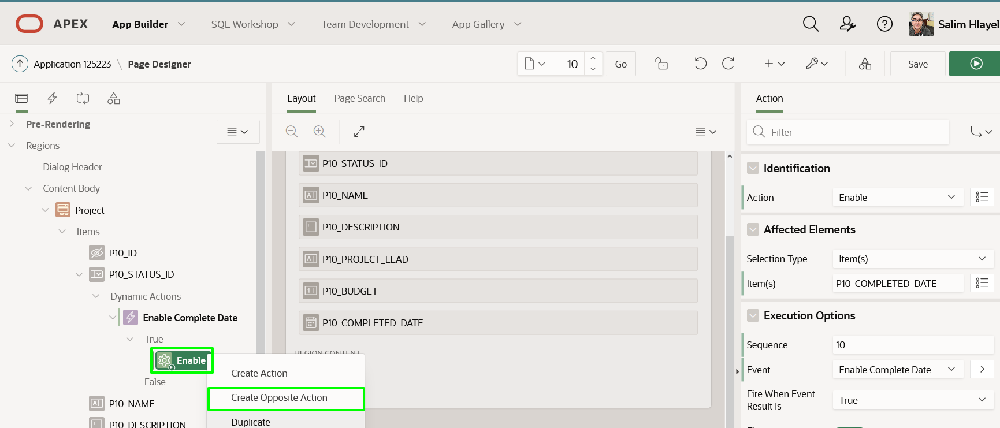 APEX
App Builder
SQL Workshop
Team Development
App Gallery
Salim Hlayel
Application 125223
Page Designer
10
Go
Save
Layout
Page Search
Help
Action
Pre-Rendering
Filter
Regions
Dialog Header
Content Body
Project
Items
P10_ID
P10_STATUS_ID
Dynamic Actions
Enable Complete Date
True
Enable
False
P10_NAME
P10_DESCRIPTION
P10_STATUS_ID
P10_NAME
P10_DESCRIPTION
P10_PROJECT_LEAD
P10_BUDGET
P10_COMPLETED_DATE
REGION CONTENT
Create Action
Create Opposite Action
Duplicate
Identification
Action
Enable
Affected Elements
Selection Type
Item(s)
Item(s)
P10_COMPLETED_DATE
Execution Options
Sequence
10
Event
Enable Complete Date
Fire When Event
Result Is
True